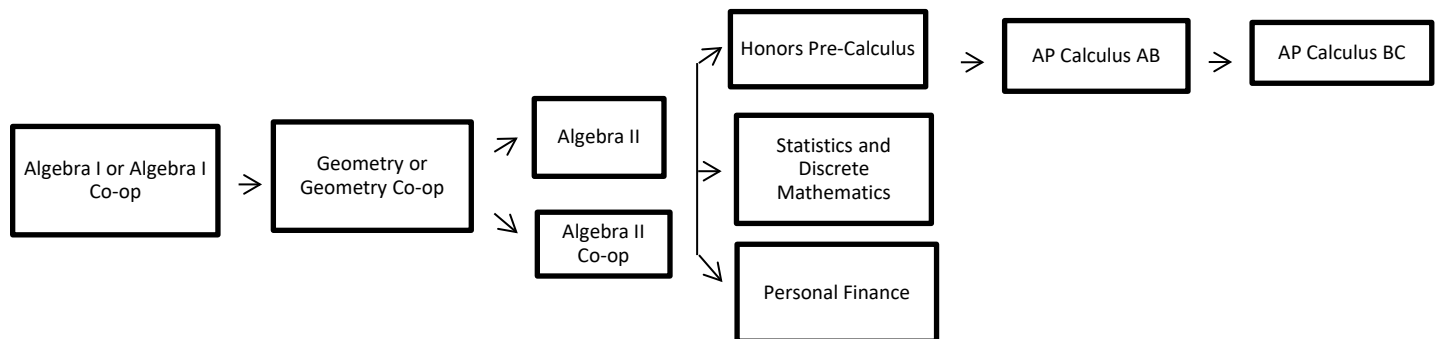 Algebra I or Algebra I
Co-op
Geometry or
Geometry Co-op
Algebra II
Algebra II
Co-op
Honors Pre-Calculus
Statistics and
Discrete
Mathematics
Personal Finance
AP Calculus AB
AP Calculus BC